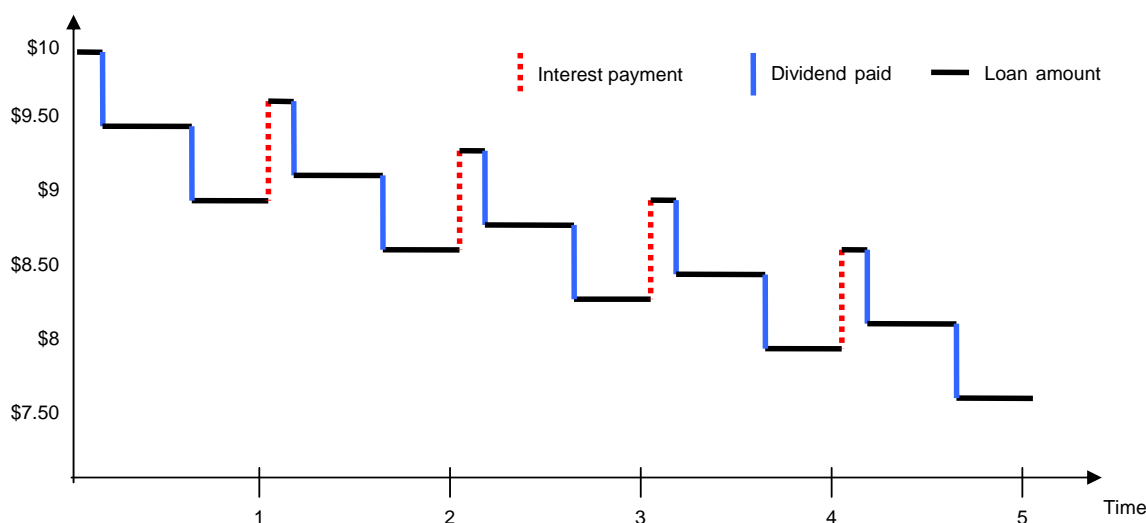 $10
Interest payment
Dividend paid
Loan amount
$9.50
$9
$8.50
$8
$7.50
1
2
3
4
5
Time